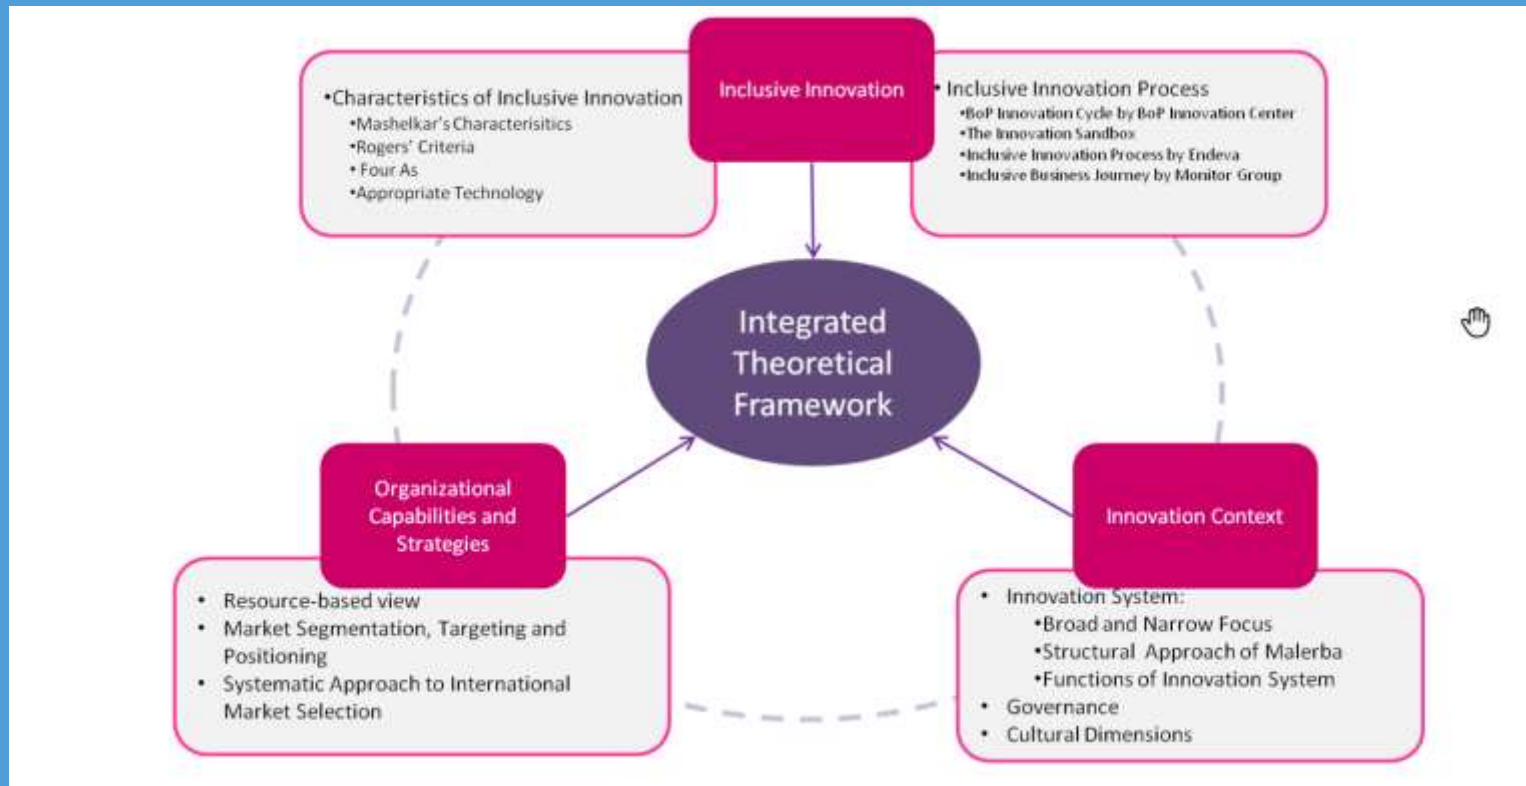 Inclusive Innovation
•Characteristics of Inclusive Innovation
•Mashelkar's Characterisitics
•Rogers' Criteria
• Four As
•Appropriate Technology
• Inclusive Innovation Process
•BoP Innovation Cycle by BoP Innovation Center
•The Innovation Sandbox
•Inclusive Innovation Process by Endeva
•Inclusive Business Journey by Monitor Group
Integrated
Theoretical
Framework
Organizational
Capabilities and
Strategies
• Resource-based view
• Market Segmentation, Targeting and
Positioning
• Systematic Approach to International
Market Selection
Innovation Context
• Innovation System:
•Broad and Narrow Focus
•Structural Approach of Malerba
•Functions of Innovation System
• Governance
• Cultural Dimensions